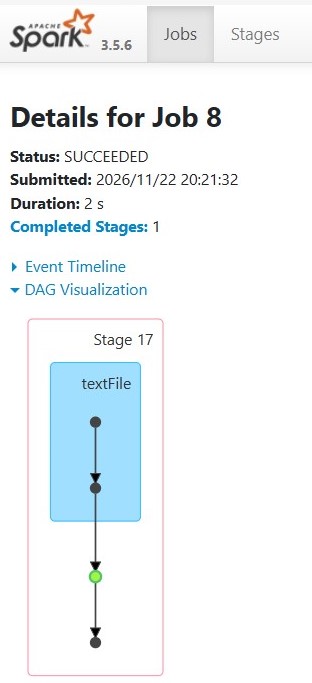 APACHE
Spark 3.5.6 Jobs Stages
Details for Job 8
Status: SUCCEEDED
Submitted: 2026/11/22 20:21:32
Duration: 2 s
Completed Stages: 1
Event Timeline
DAG Visualization
Stage 17
textFile